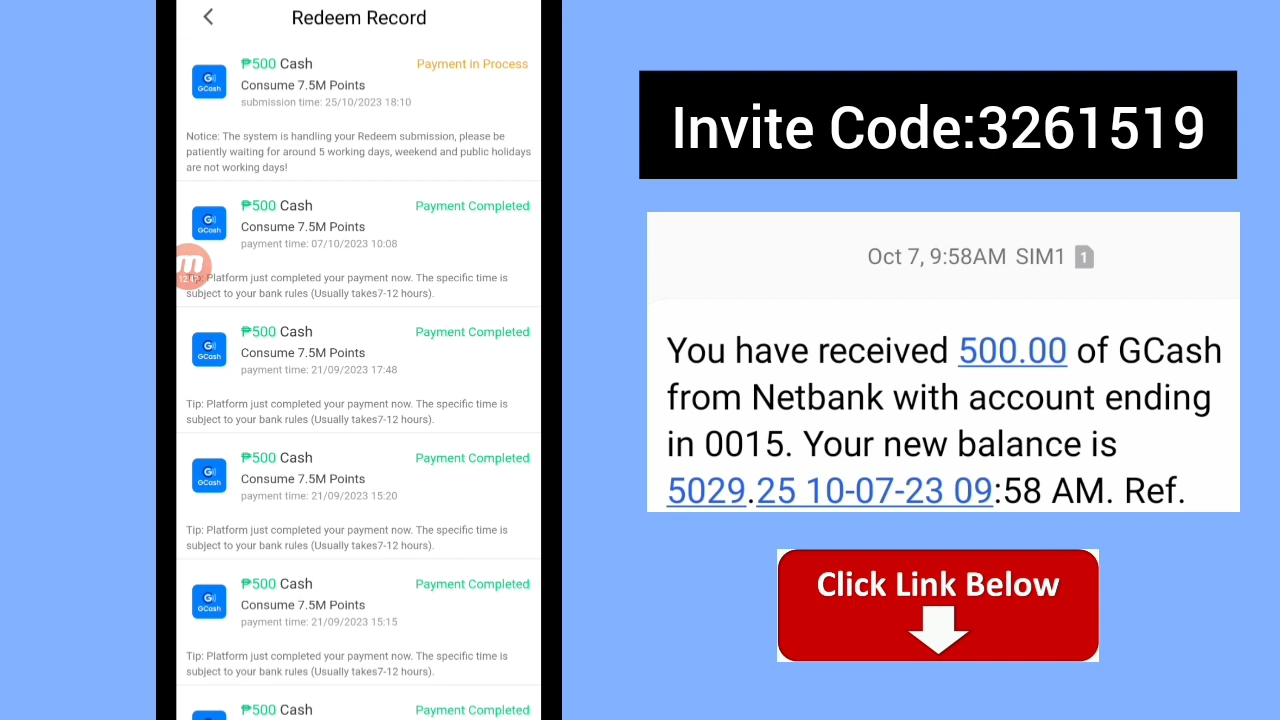 Redeem Record
₱500 Cash
Payment in Process
Consume 7.5M Points
submission time: 25/10/2023 18:10
GCash
Notice: The system is handling your Redeem submission, please be
patiently waiting for around 5 working days, weekend and public holidays
are not working days!
₱500 Cash
Payment Completed
Consume 7.5M Points
payment time: 07/10/2023 10:08
GCash
Tip: Platform just completed your payment now. The specific time is
subject to your bank rules (Usually takes7-12 hours).
₱500 Cash
Payment Completed
Consume 7.5M Points
payment time: 21/09/2023 17:48
GCash
Tip: Platform just completed your payment now. The specific time is
subject to your bank rules (Usually takes7-12 hours).
₱500 Cash
Payment Completed
Consume 7.5M Points
payment time: 21/09/2023 15:20
GCash
Tip: Platform just completed your payment now. The specific time is
subject to your bank rules (Usually takes7-12 hours).
₱500 Cash
Payment Completed
Consume 7.5M Points
payment time: 21/09/2023 15:15
GCash
Tip: Platform just completed your payment now. The specific time is
subject to your bank rules (Usually takes7-12 hours).
₱500 Cash
Payment Completed
Invite Code:3261519
Oct 7, 9:58AM SIM1 1
You have received 500.00 of GCash
from Netbank with account ending
in 0015. Your new balance is
5029.25 10-07-23 09:58 AM. Ref.
Click Link Below